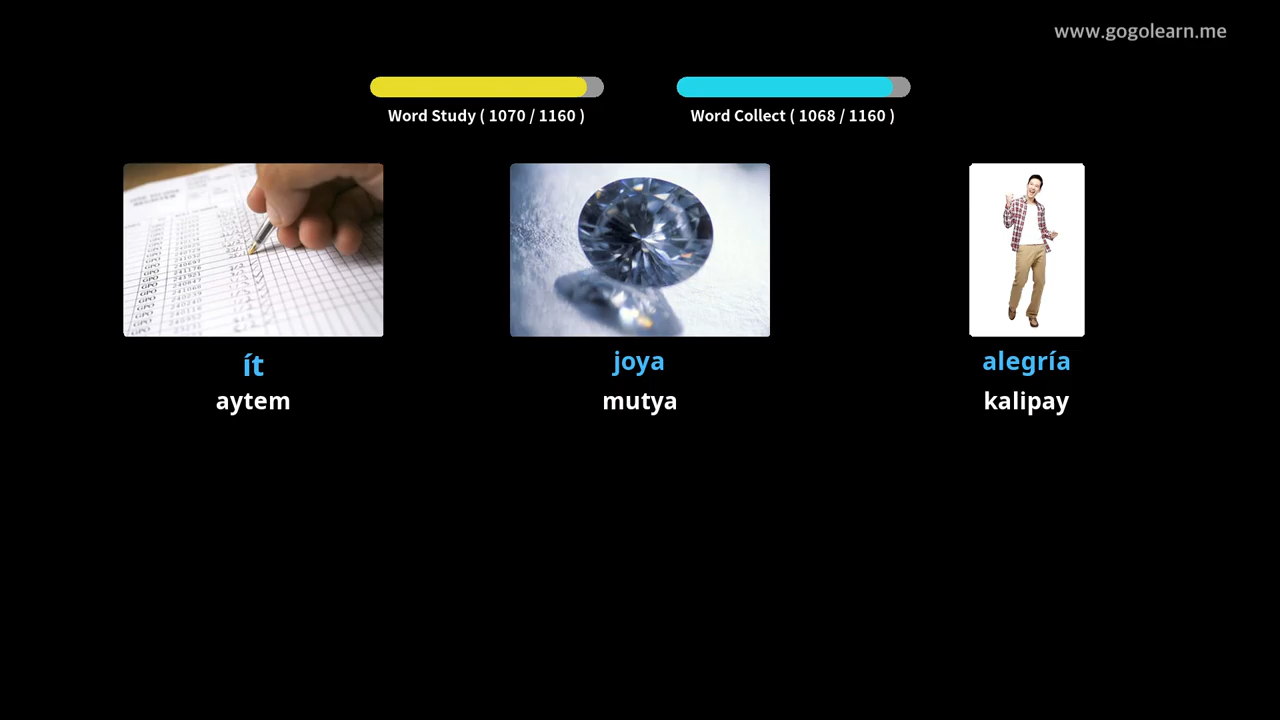 www.gogolearn.me
Word Study ( 1070 / 1160 )
Word Collect ( 1068 / 1160 )
ít
aytem
joya
mutya
alegría
kalipay